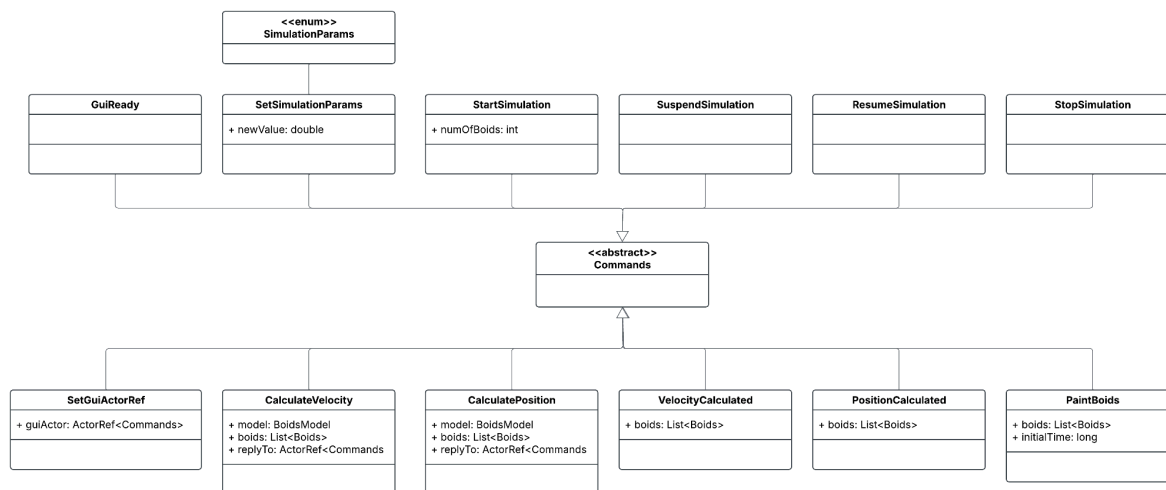 <<enum>>
SimulationParams
GuiReady
SetSimulationParams
+ newValue: double
StartSimulation
+ numOfBoids: int
SuspendSimulation
ResumeSimulation
StopSimulation
<<abstract>>
Commands
SetGuiActorRef
+ guiActor: ActorRef<Commands>
CalculateVelocity
+ model: BoidsModel
+ boids: List<Boids>
+ replyTo: ActorRef<Commands
CalculatePosition
+ model: BoidsModel
+ boids: List<Boids>
+ replyTo: ActorRef<Commands
VelocityCalculated
+ boids: List<Boids>
PositionCalculated
+ boids: List<Boids>
PaintBoids
+ boids: List<Boids>
+ initialTime: long